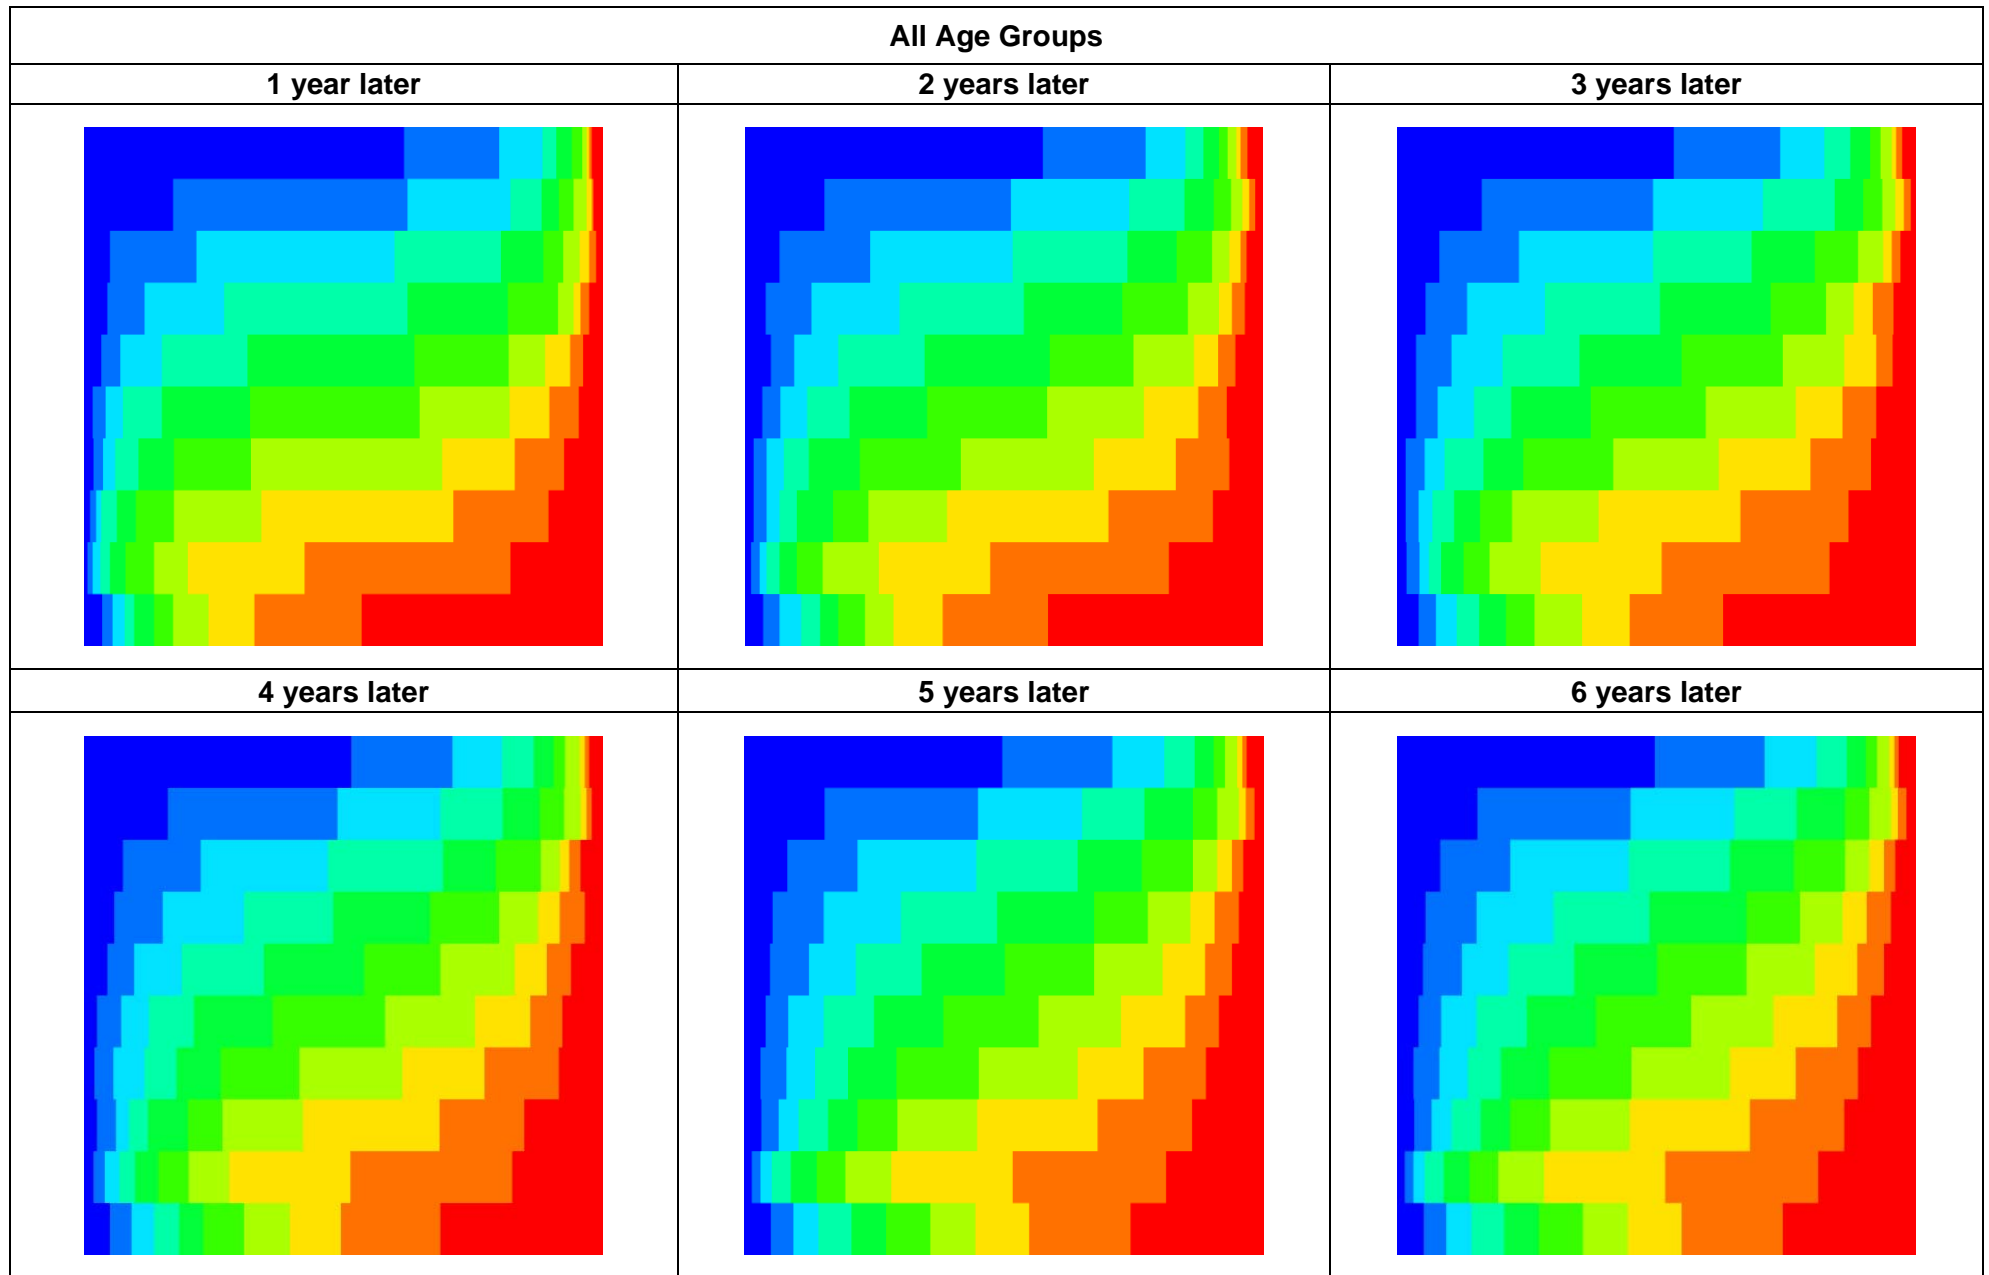 All Age Groups
1 year later
2 years later
3 years later
4 years later
5 years later
6 years later